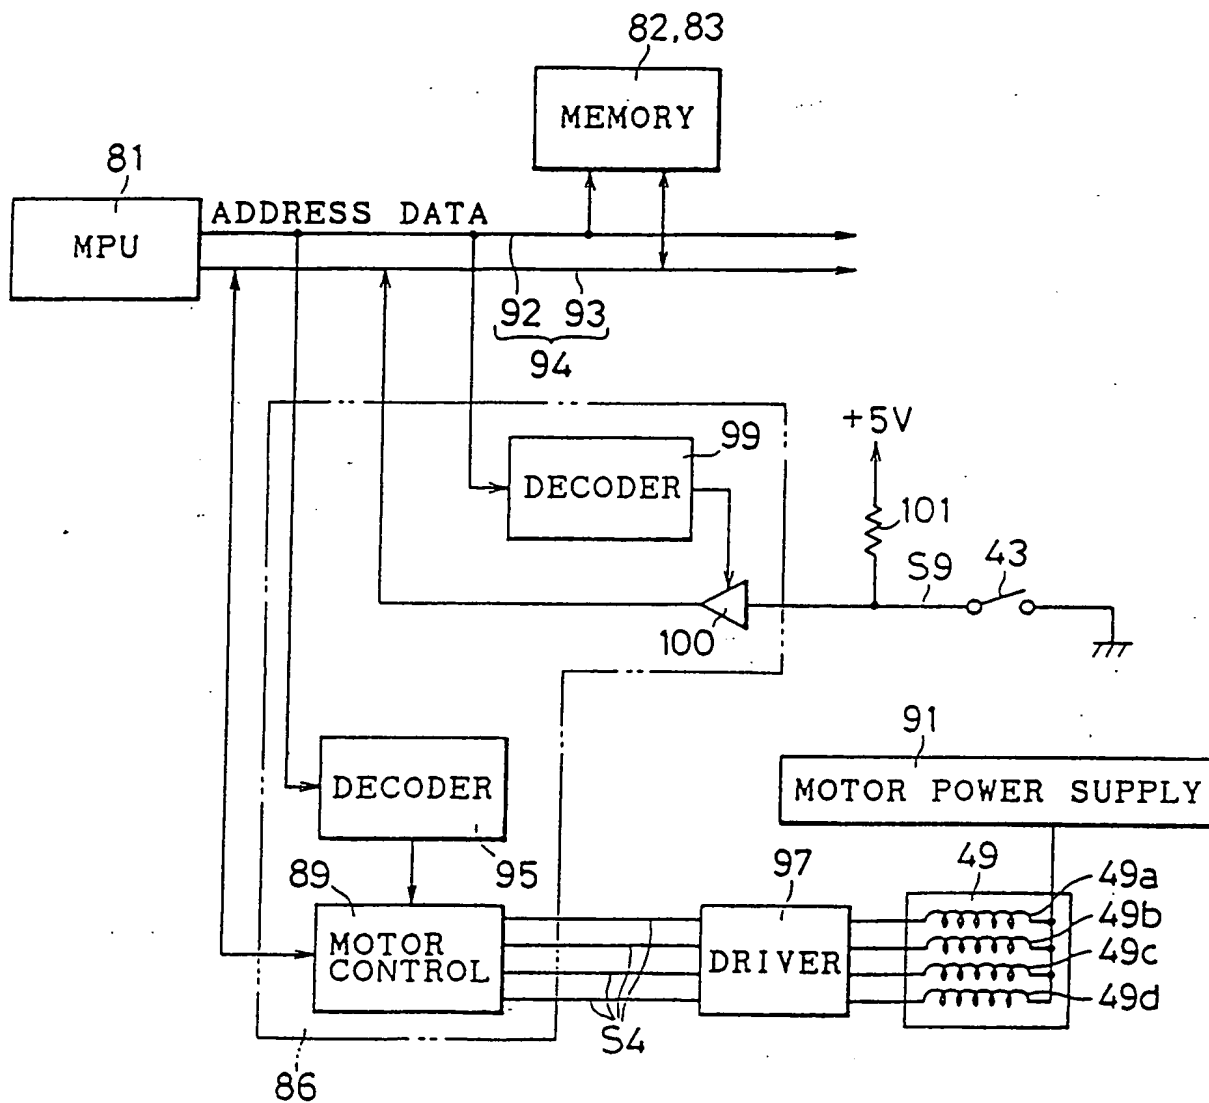 82,83
MEMORY
81
MPU
ADDRESS DATA
92 93
94
99
DECODER
+5V
101
S9
43
100
91
MOTOR POWER SUPPLY
DECODER
95
89
MOTOR
CONTROL
97
DRIVER
49
49a
49b
49c
49d
S4
86